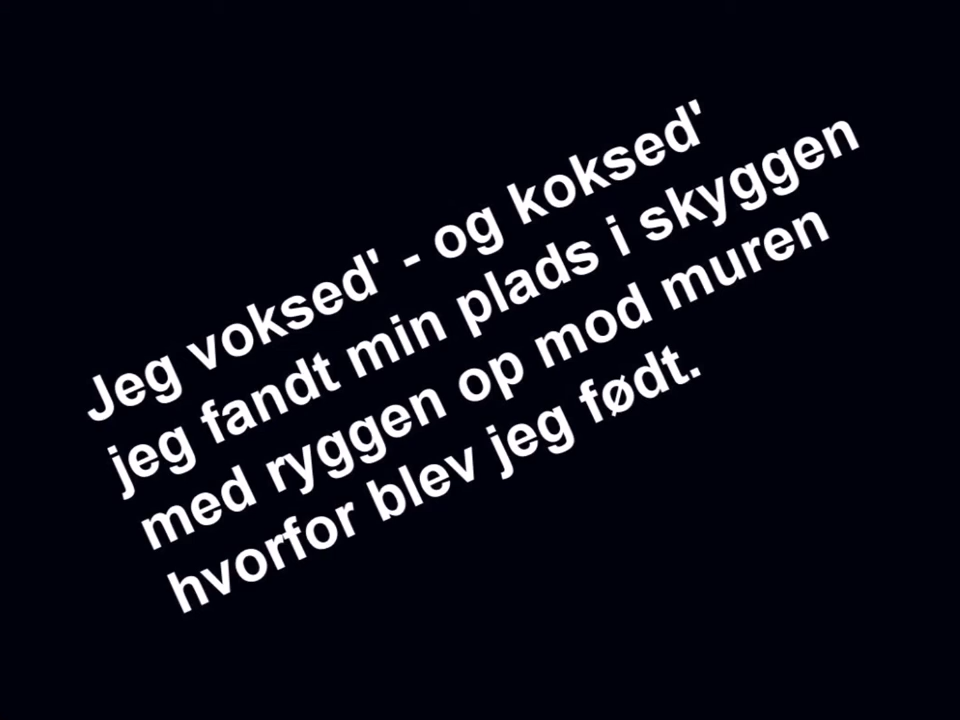 Jeg voksed' - og koksed'
jeg fandt min plads i skyggen
med ryggen op mod muren
hvorfor blev jeg født.